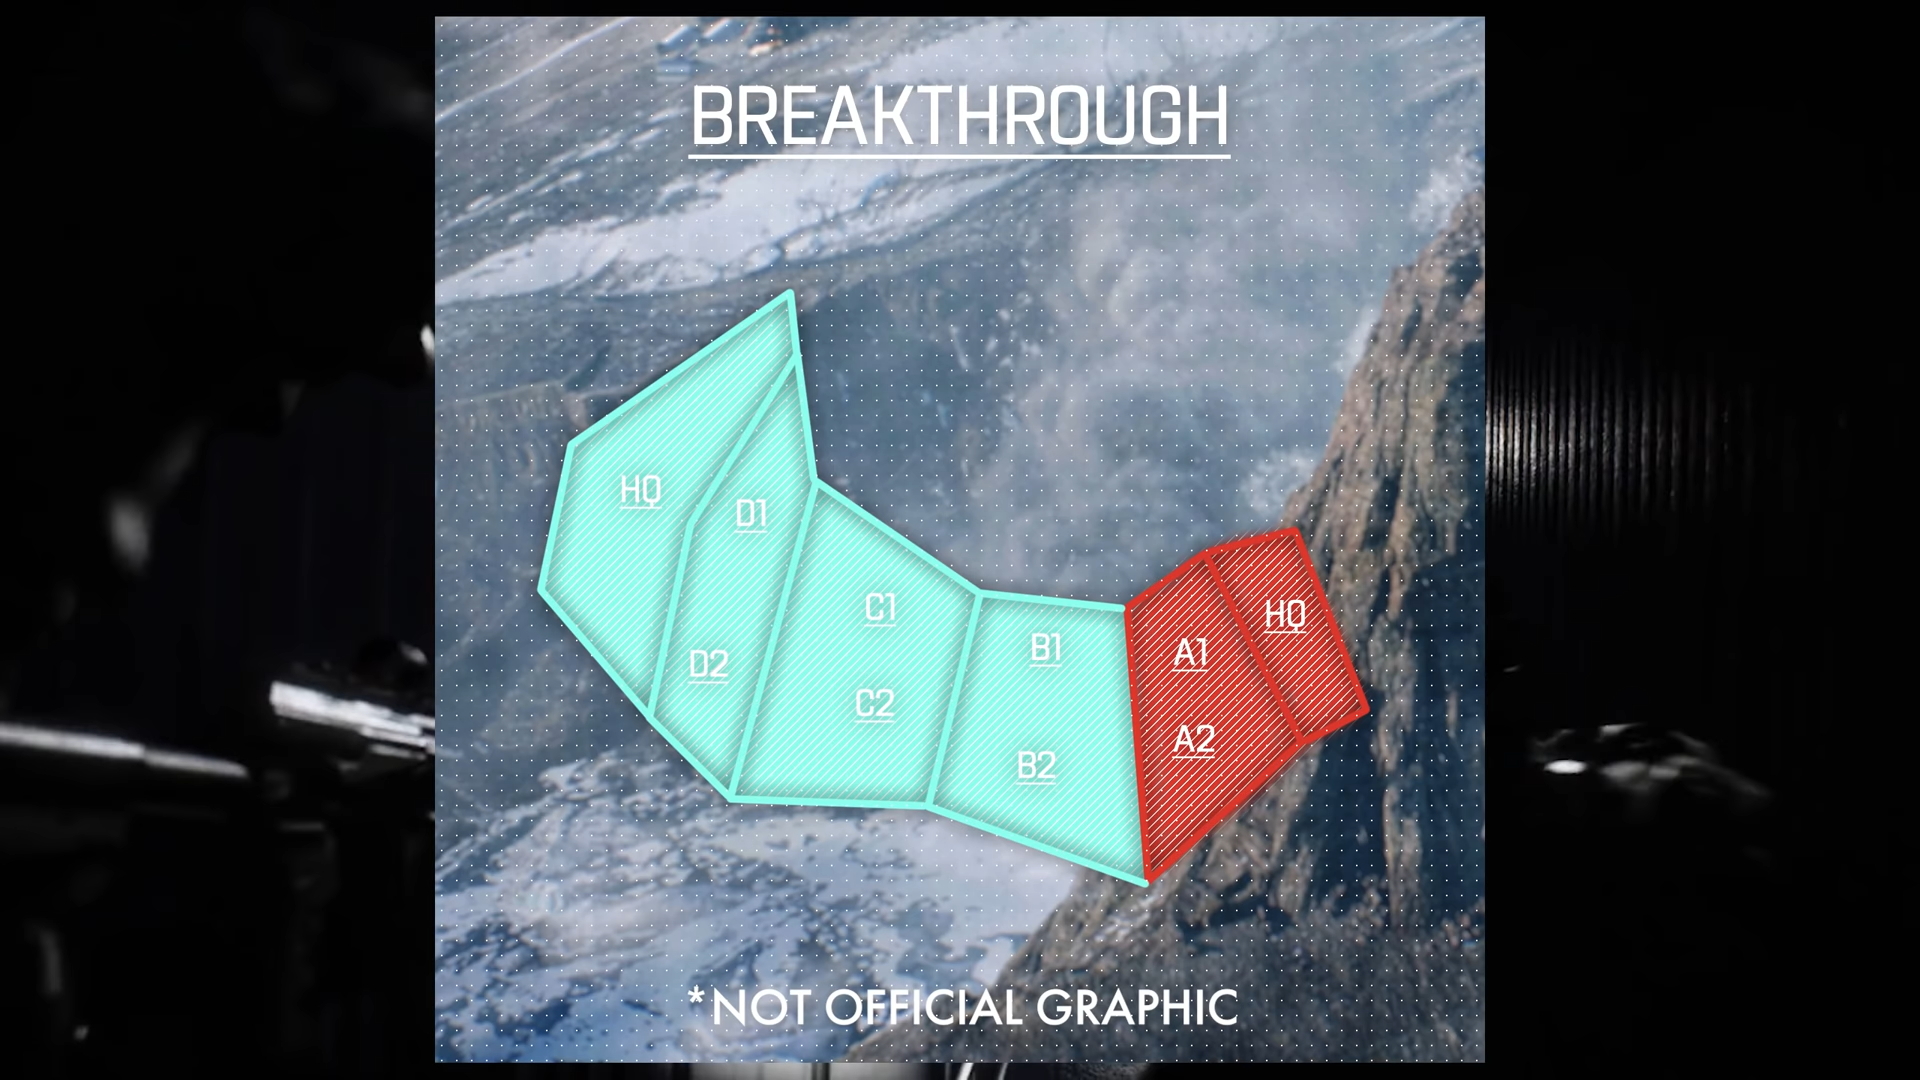 BREAKTHROUGH
HQ
D1
D2
C1
C2
B1
B2
A1
A2
HQ
*NOT OFFICIAL GRAPHIC